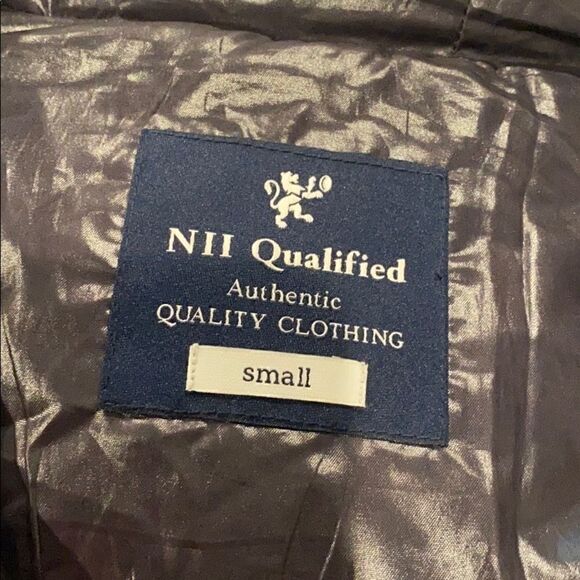 NII Qualified
Authentic
QUALITY CLOTHING
small